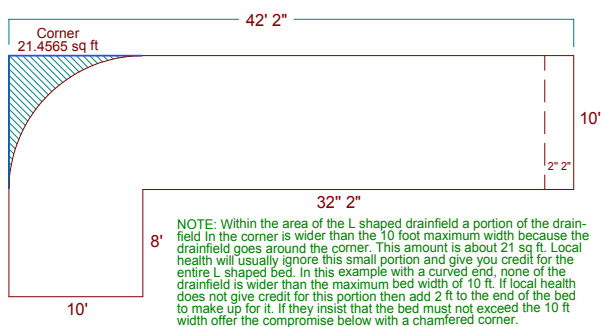 42' 2"
Corner
21.4565 sq ft
10'
2" 2"
32" 2"
8'
10'
NOTE: Within the area of the L shaped drainfield a portion of the drain-
field In the corner is wider than the 10 foot maximum width because the
drainfield goes around the corner. This amount is about 21 sq ft. Local
health will usually ignore this small portion and give you credit for the
entire L shaped bed. In this example with a curved end, none of the
drainfield is wider than the maximum bed width of 10 ft. If local health
does not give credit for this portion then add 2 ft to the end of the bed
to make up for it. If they insist that the bed must not exceed the 10 ft
width offer the compromise below with a chamfered corner.